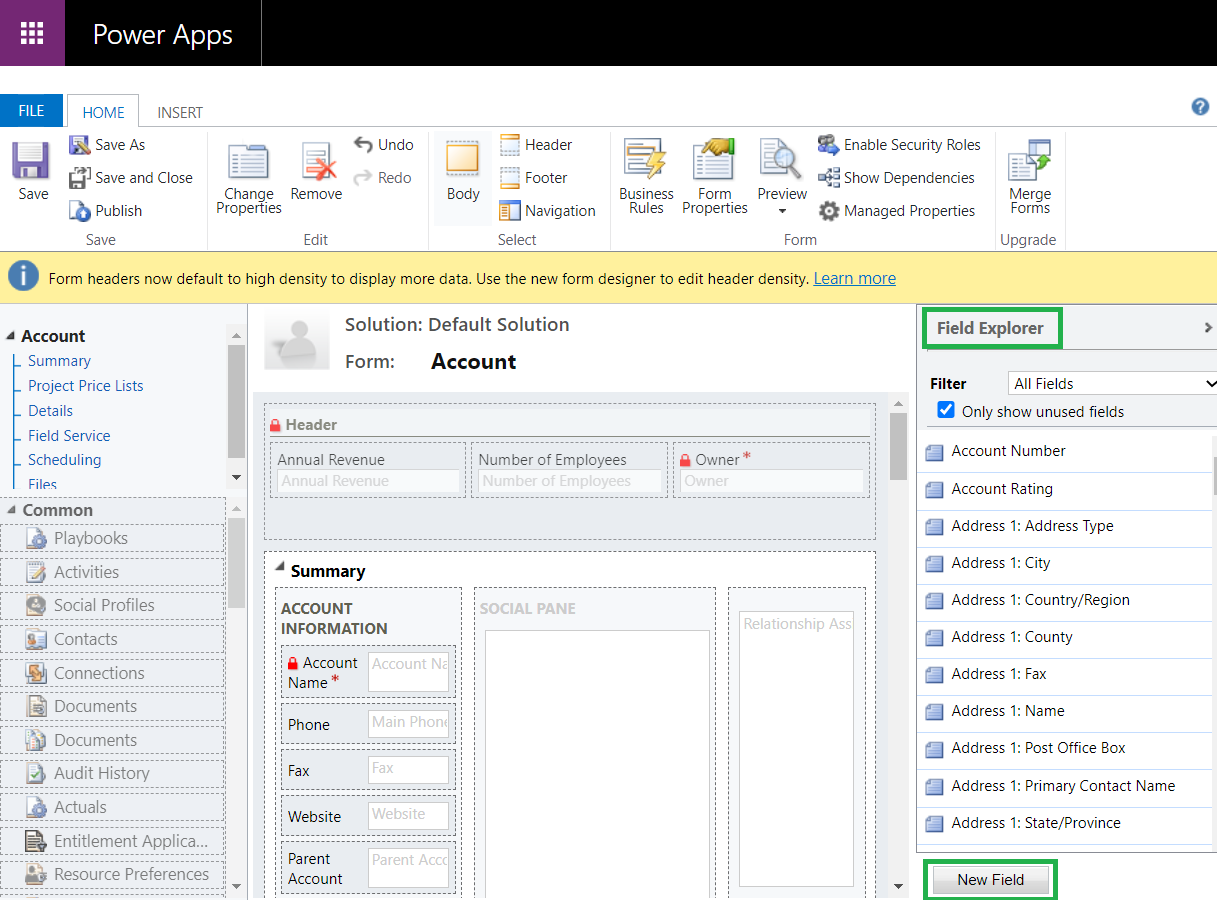 Power Apps
FILE
HOME
INSERT
Save
Save As
Save and Close
Publish
Save
Change
Properties
Remove
Undo
Redo
Edit
Body
Header
Footer
Navigation
Select
Business
Rules
Form
Properties
Preview
Enable Security Roles
Show Dependencies
Managed Properties
Form
Merge
Forms
Upgrade
Form headers now default to high density to display more data. Use the new form designer to edit header density. Learn more
Account
Summary
Project Price Lists
Details
Field Service
Scheduling
Files
Common
Playbooks
Activities
Social Profiles
Contacts
Connections
Documents
Documents
Audit History
Actuals
Entitlement Applica...
Resource Preferences
Solution: Default Solution
Form: Account
Header
Annual Revenue
Annual Revenue
Number of Employees
Number of Employees
Owner *
Owner
Summary
ACCOUNT
INFORMATION
Account
Name *
Account Na
Phone
Main Phone
Fax
Fax
Website
Website
Parent
Account
Parent Acco
SOCIAL PANE
Relationship Ass
Field Explorer
Filter
All Fields
Only show unused fields
Account Number
Account Rating
Address 1: Address Type
Address 1: City
Address 1: Country/Region
Address 1: County
Address 1: Fax
Address 1: Name
Address 1: Post Office Box
Address 1: Primary Contact Name
Address 1: State/Province
New Field